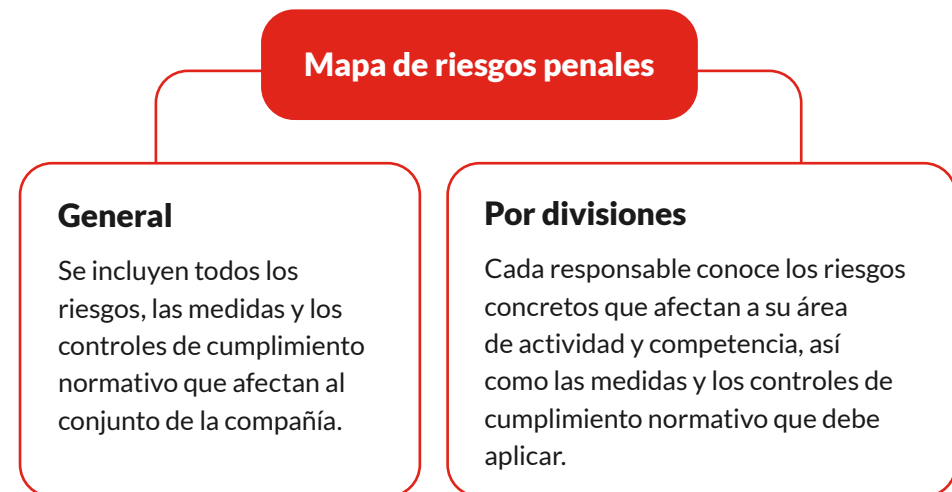 Mapa de riesgos penales
General
Se incluyen todos los
riesgos, las medidas y los
controles de cumplimiento
normativo que afectan al
conjunto de la compañía.
Por divisiones
Cada responsable conoce los riesgos
concretos que afectan a su área
de actividad y competencia, así
como las medidas y los controles de
cumplimiento normativo que debe
aplicar.